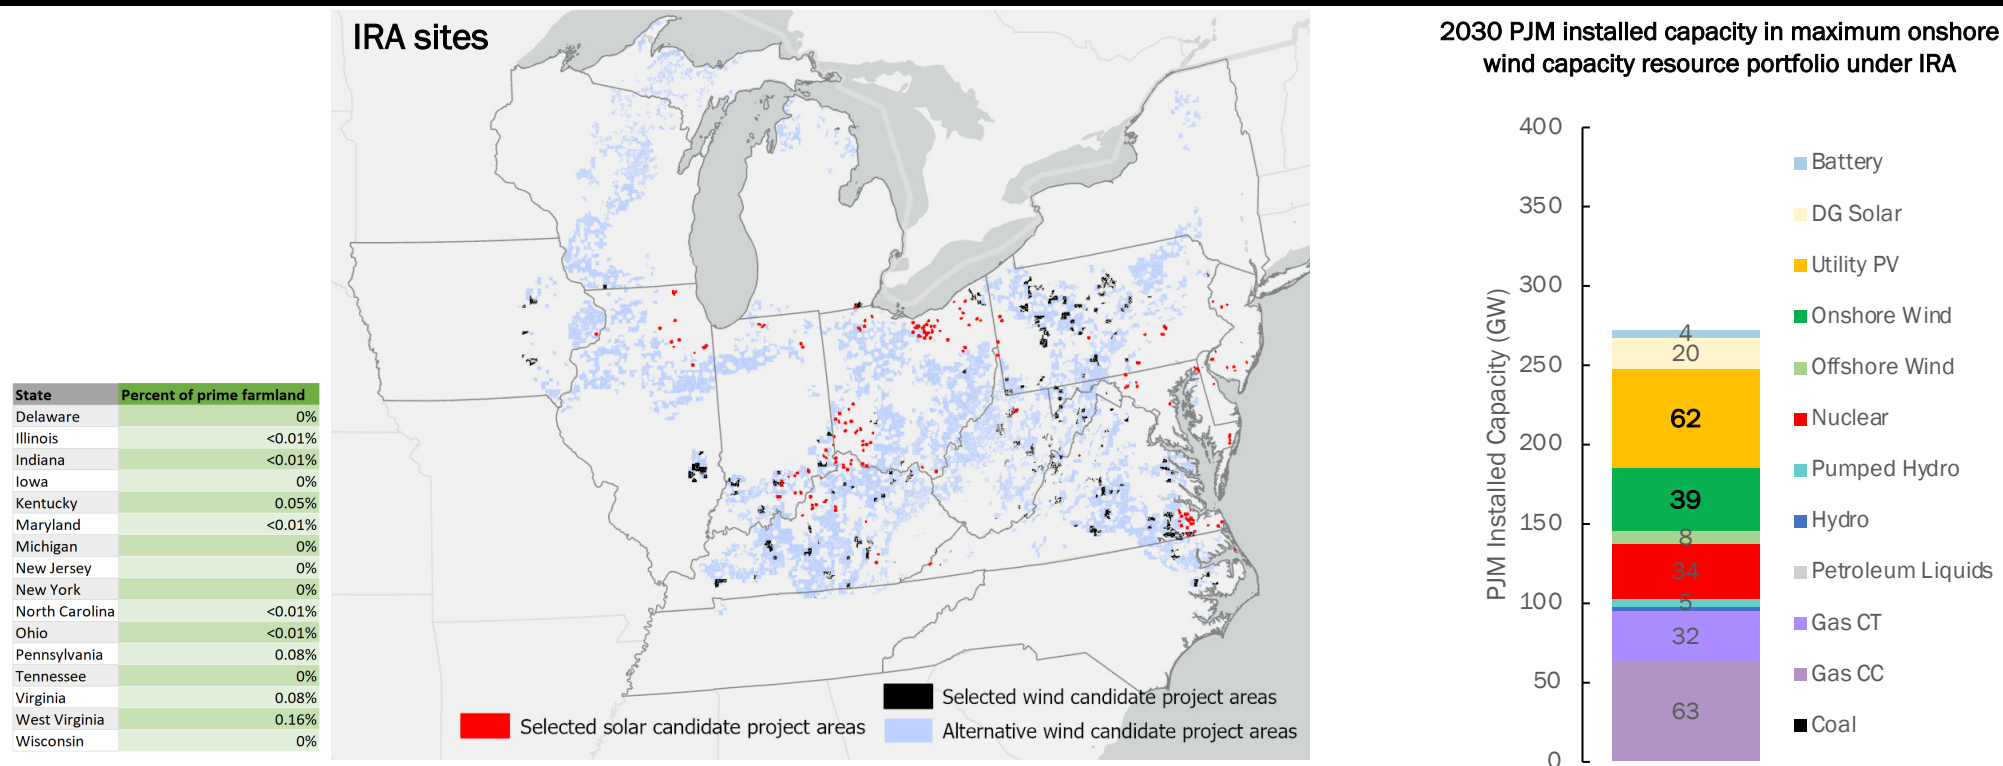 IRA sites
State Percent of prime farmland
Delaware 0%
Illinois <0.01%
Indiana <0.01%
Iowa 0%
Kentucky 0.05%
Maryland <0.01%
Michigan 0%
New Jersey 0%
New York 0%
North Carolina <0.01%
Ohio <0.01%
Pennsylvania 0.08%
Tennessee 0%
Virginia 0.08%
West Virginia 0.16%
Wisconsin 0%
Selected solar candidate project areas
Selected wind candidate project areas
Alternative wind candidate project areas
2030 PJM installed capacity in maximum onshore
wind capacity resource portfolio under IRA
PJM Installed Capacity (GW)
400
350
300
250
200
150
100
50
0
4
20
62
39
8
34
5
32
63
Battery
DG Solar
Utility PV
Onshore Wind
Offshore Wind
Nuclear
Pumped Hydro
Hydro
Petroleum Liquids
Gas CT
Gas CC
Coal